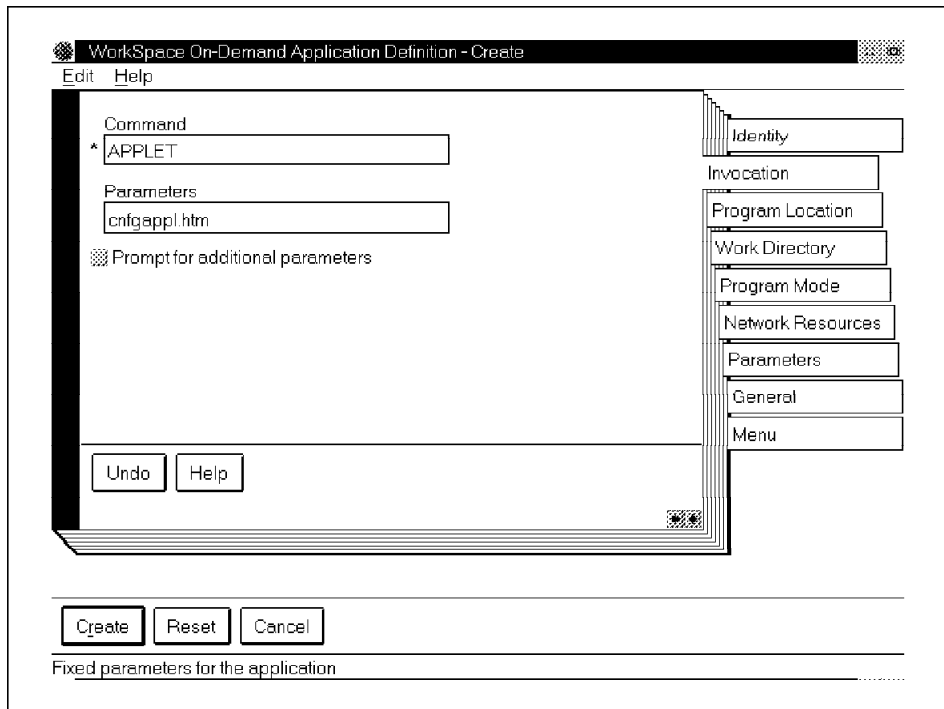 WorkSpace On-Demand Application Definition - Create
Edit Help
Command
* APPLET
Parameters
cnfgappl.htm
Prompt for additional parameters
Identity
Invocation
Program Location
Work Directory
Program Mode
Network Resources
Parameters
General
Menu
Undo Help
Create Reset Cancel
Fixed parameters for the application